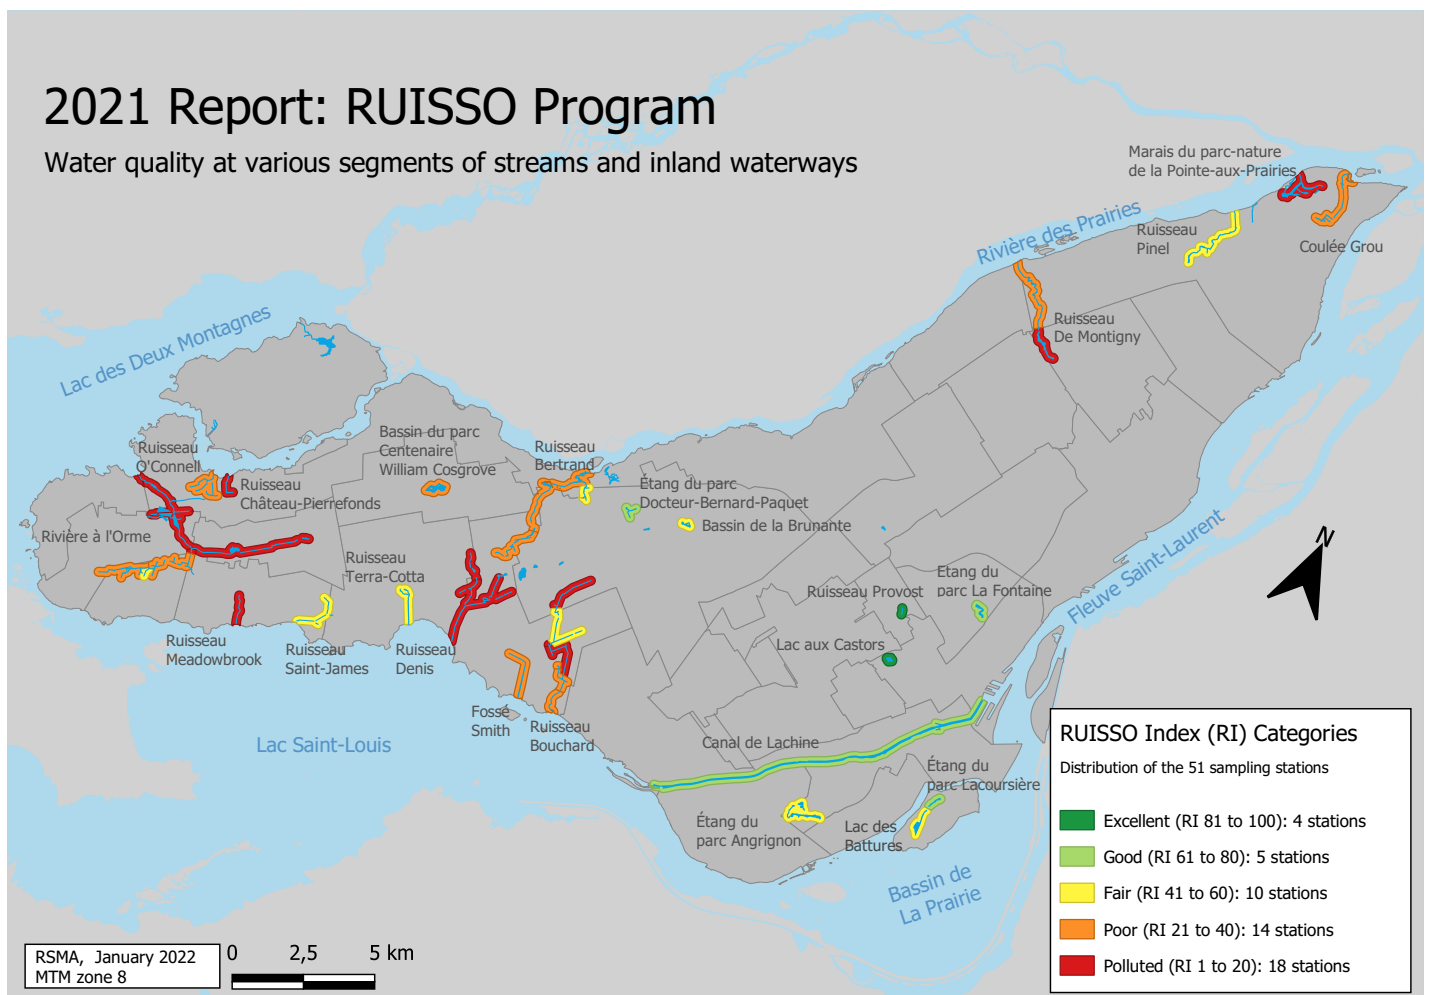 2021 Report: RUISSO Program
Water quality at various segments of streams and inland waterways
Marais du parc-nature
de la Pointe-aux-Prairies
Rivière des Prairies
Ruisseau
Pinel
Coulée Grou
Ruisseau
De Montigny
Lac des Deux Montagnes
Ruisseau
O'Connell
Ruisseau
Château-Pierrefonds
Bassin du parc
Centenaire
William Cosgrove
Ruisseau
Bertrand
Étang du parc
Docteur-Bernard-Paquet
Bassin de la Brunante
Rivière à l'Orme
Ruisseau
Terra-Cotta
Ruisseau Provost
Etang du
parc La Fontaine
Fleuve Saint-Laurent
N
Ruisseau
Meadowbrook
Ruisseau
Saint-James
Ruisseau
Denis
Lac aux Castors
Fossé
Smith
Ruisseau
Bouchard
Lac Saint-Louis
Canal de Lachine
Étang du
parc Lacoursière
Étang du
parc Angrignon
Lac des
Battures
Bassin de
La Prairie
RUISSO Index (RI) Categories
Distribution of the 51 sampling stations
Excellent (RI 81 to 100): 4 stations
Good (RI 61 to 80): 5 stations
Fair (RI 41 to 60): 10 stations
Poor (RI 21 to 40): 14 stations
Polluted (RI 1 to 20): 18 stations
RSMA, January 2022
MTM zone 8
0 2,5 5 km